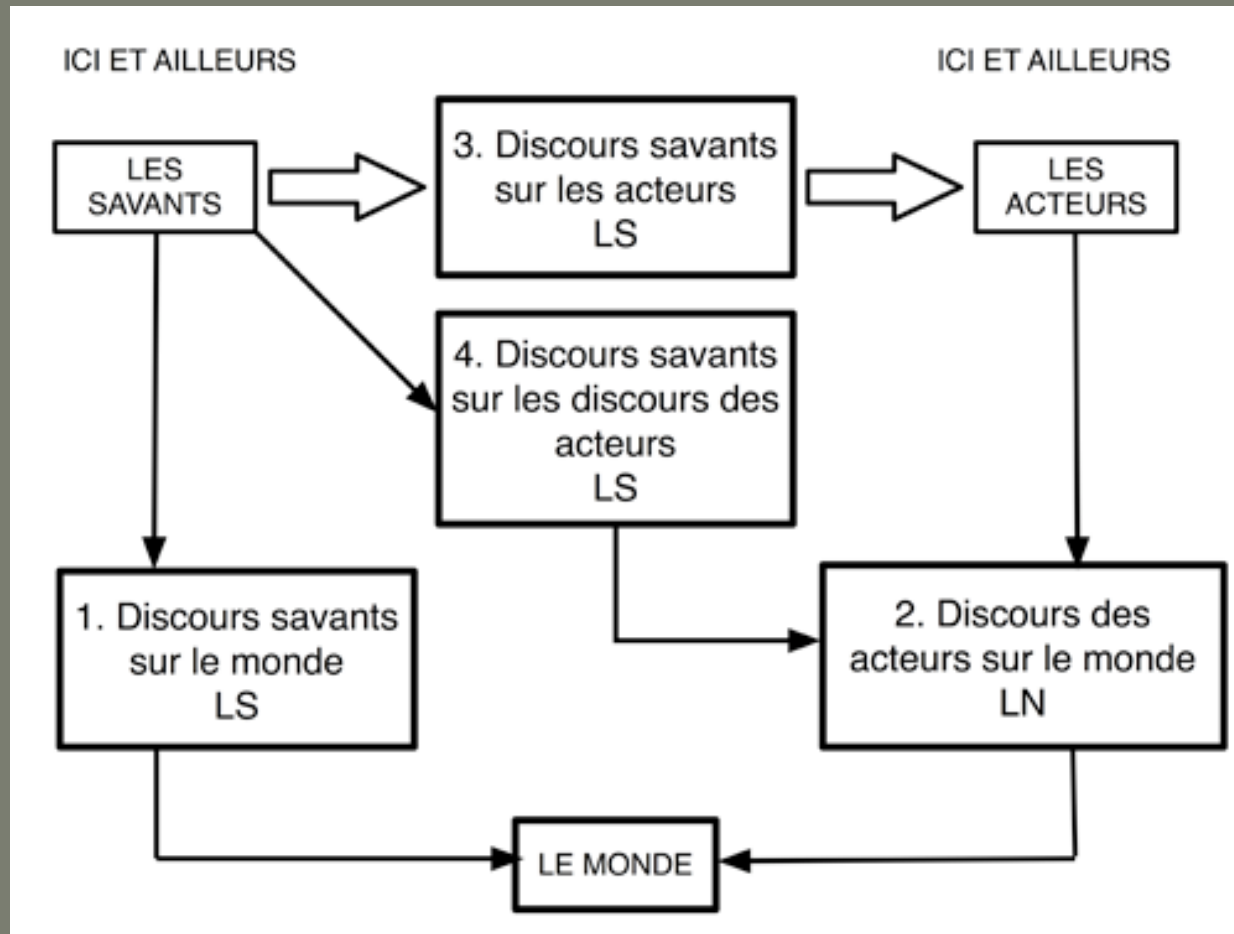 ICI ET AILLEURS
ICI ET AILLEURS
LES
SAVANTS
3. Discours savants
sur les acteurs
LS
LES
ACTEURS
4. Discours savants
sur les discours des
acteurs
LS
1. Discours savants
sur le monde
LS
2. Discours des
acteurs sur le monde
LN
LE MONDE